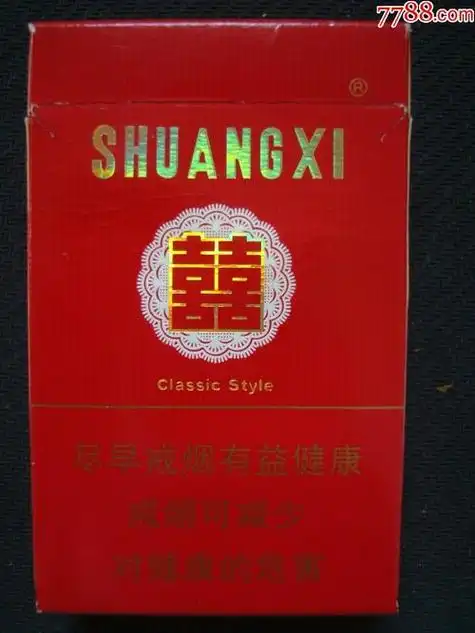 7788.com
®
SHUANGXI
囍
Classic Style
尽早戒烟有益健康
戒烟可减少
对健康的危害